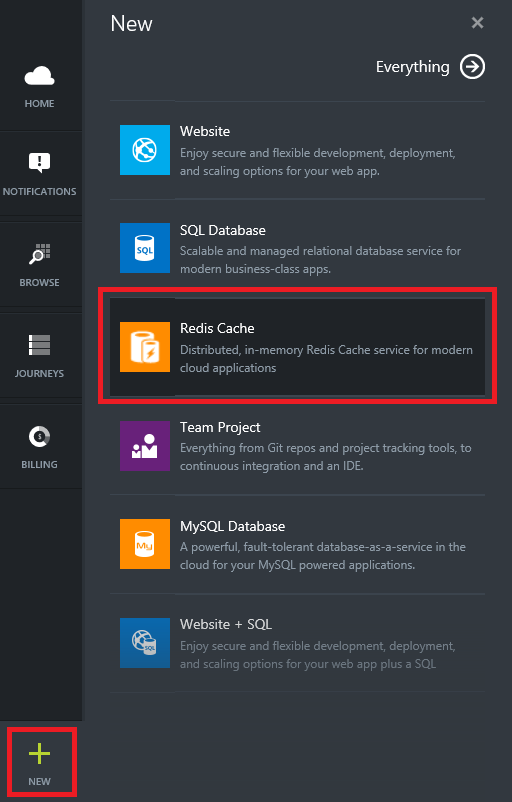 New
Everything
HOME
NOTIFICATIONS
BROWSE
JOURNEYS
BILLING
NEW
Website
Enjoy secure and flexible development, deployment,
and scaling options for your web app.
SQL
SQL Database
Scalable and managed relational database service for
modern business-class apps.
Redis Cache
Distributed, in-memory Redis Cache service for modern
cloud applications
Team Project
Everything from Git repos and project tracking tools, to
continuous integration and an IDE.
My
MySQL Database
A powerful, fault-tolerant database-as-a-service in the
cloud for your MySQL powered applications.
SQL
Website + SQL
Enjoy secure and flexible development, deployment,
and scaling options for your web app plus a SQL